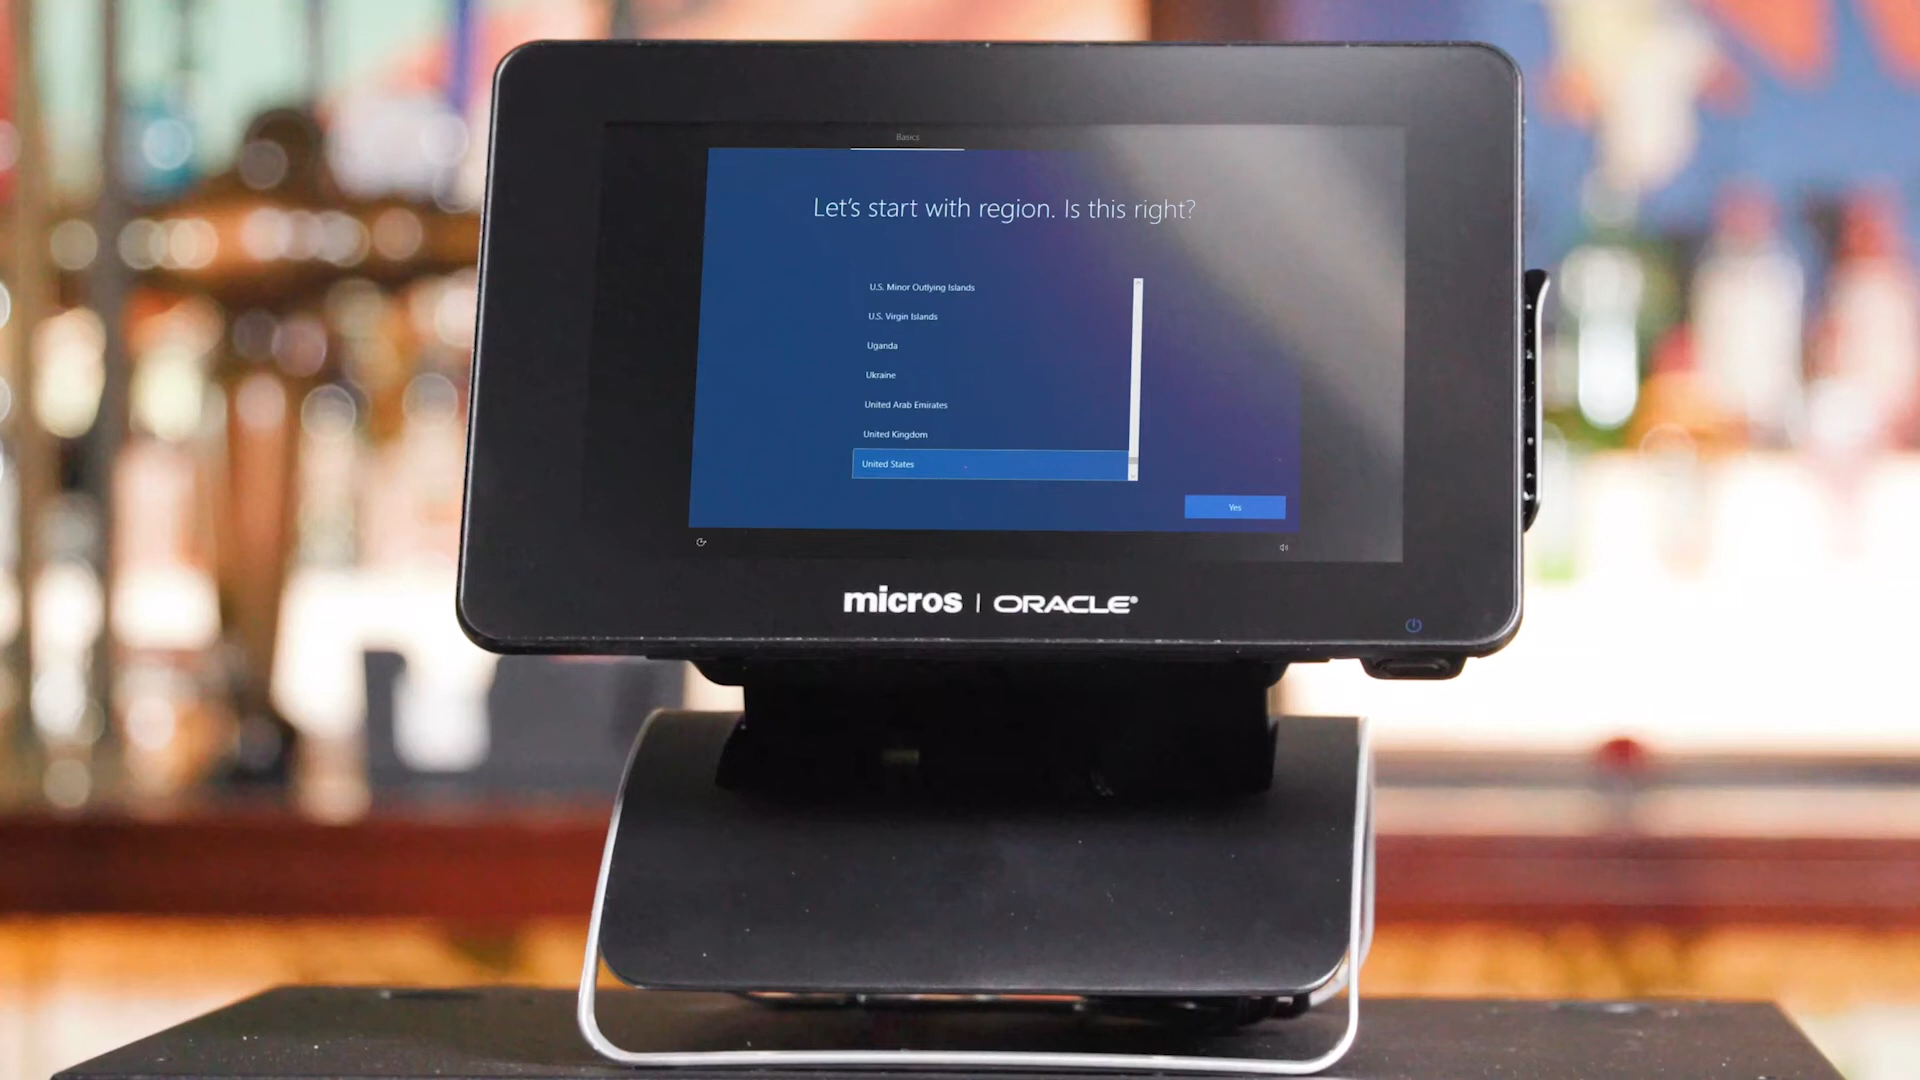 Basics
Let's start with region. Is this right?
U.S. Minor Outlying Islands
U.S. Virgin Islands
Uganda
Ukraine
United Arab Emirates
United Kingdom
United States
Yes
micros | ORACLE®